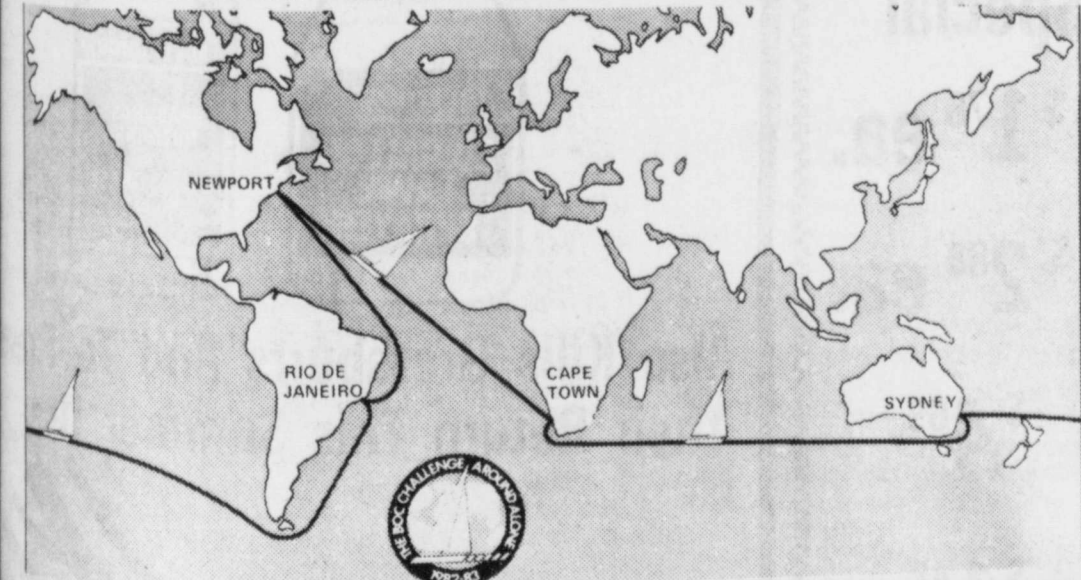 NEWPORT
RIO DE
JANEIRO
CAPE
TOWN
SYDNEY
THE BOC CHALLENGE AROUND ALONE
1982-83